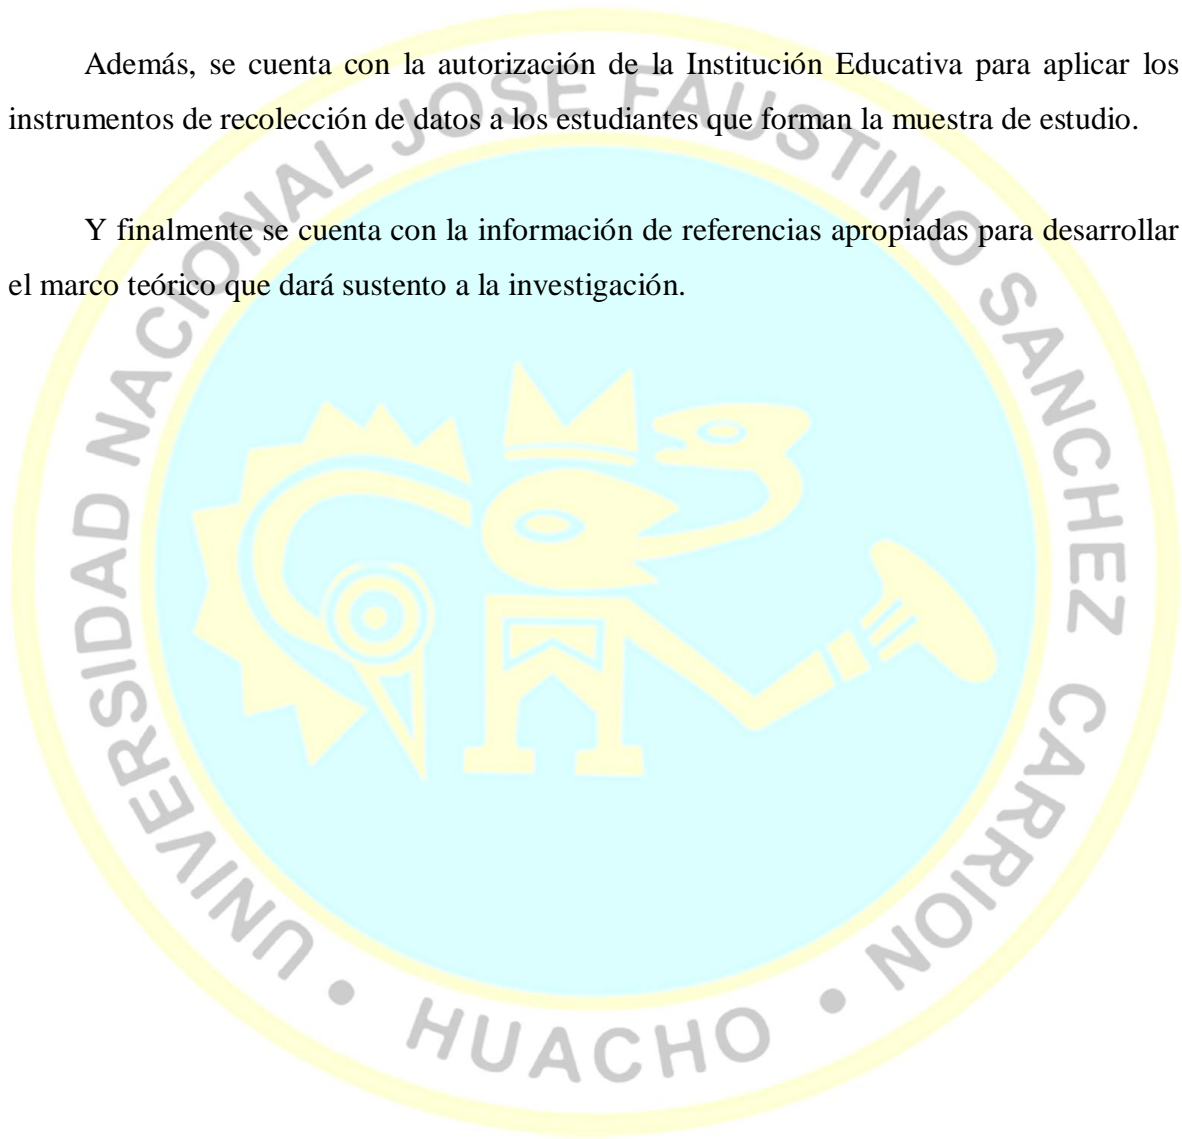 Además, se cuenta con la autorización de la Institución Educativa para aplicar los
instrumentos de recolección de datos a los estudiantes que forman la muestra de estudio.
Y finalmente se cuenta con la información de referencias apropiadas para desarrollar
el marco teórico que dará sustento a la investigación.
UNIVERSIDAD NACIONAL JOSE FAUSTINO SANCHEZ CARRION • HUACHO •